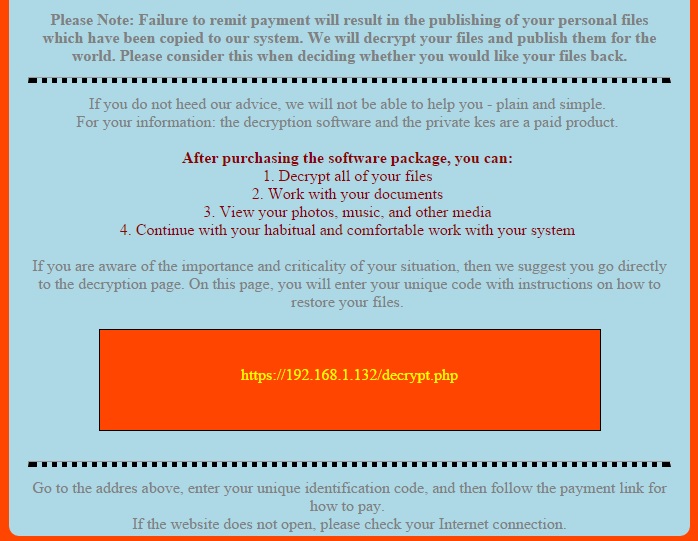 Please Note: Failure to remit payment will result in the publishing of your personal files
which have been copied to our system. We will decrypt your files and publish them for the
world. Please consider this when deciding whether you would like your files back.
If you do not heed our advice, we will not be able to help you - plain and simple.
For your information: the decryption software and the private kes are a paid product.
After purchasing the software package, you can:
1. Decrypt all of your files
2. Work with your documents
3. View your photos, music, and other media
4. Continue with your habitual and comfortable work with your system
If you are aware of the importance and criticality of your situation, then we suggest you go directly
to the decryption page. On this page, you will enter your unique code with instructions on how to
restore your files.
https://192.168.1.132/decrypt.php
Go to the addres above, enter your unique identification code, and then follow the payment link for
how to pay.
If the website does not open, please check your Internet connection.